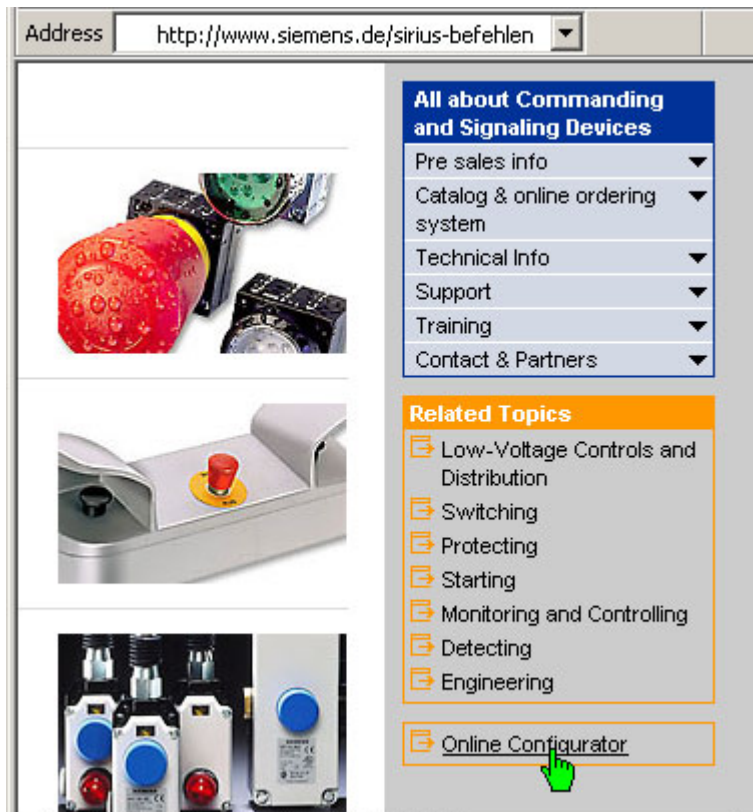 Address
http://www.siemens.de/sirius-befehlen
All about Commanding
and Signaling Devices
Pre sales info
Catalog & online ordering
system
Technical Info
Support
Training
Contact & Partners
Related Topics
Low-Voltage Controls and
Distribution
Switching
Protecting
Starting
Monitoring and Controlling
Detecting
Engineering
Online Configurator